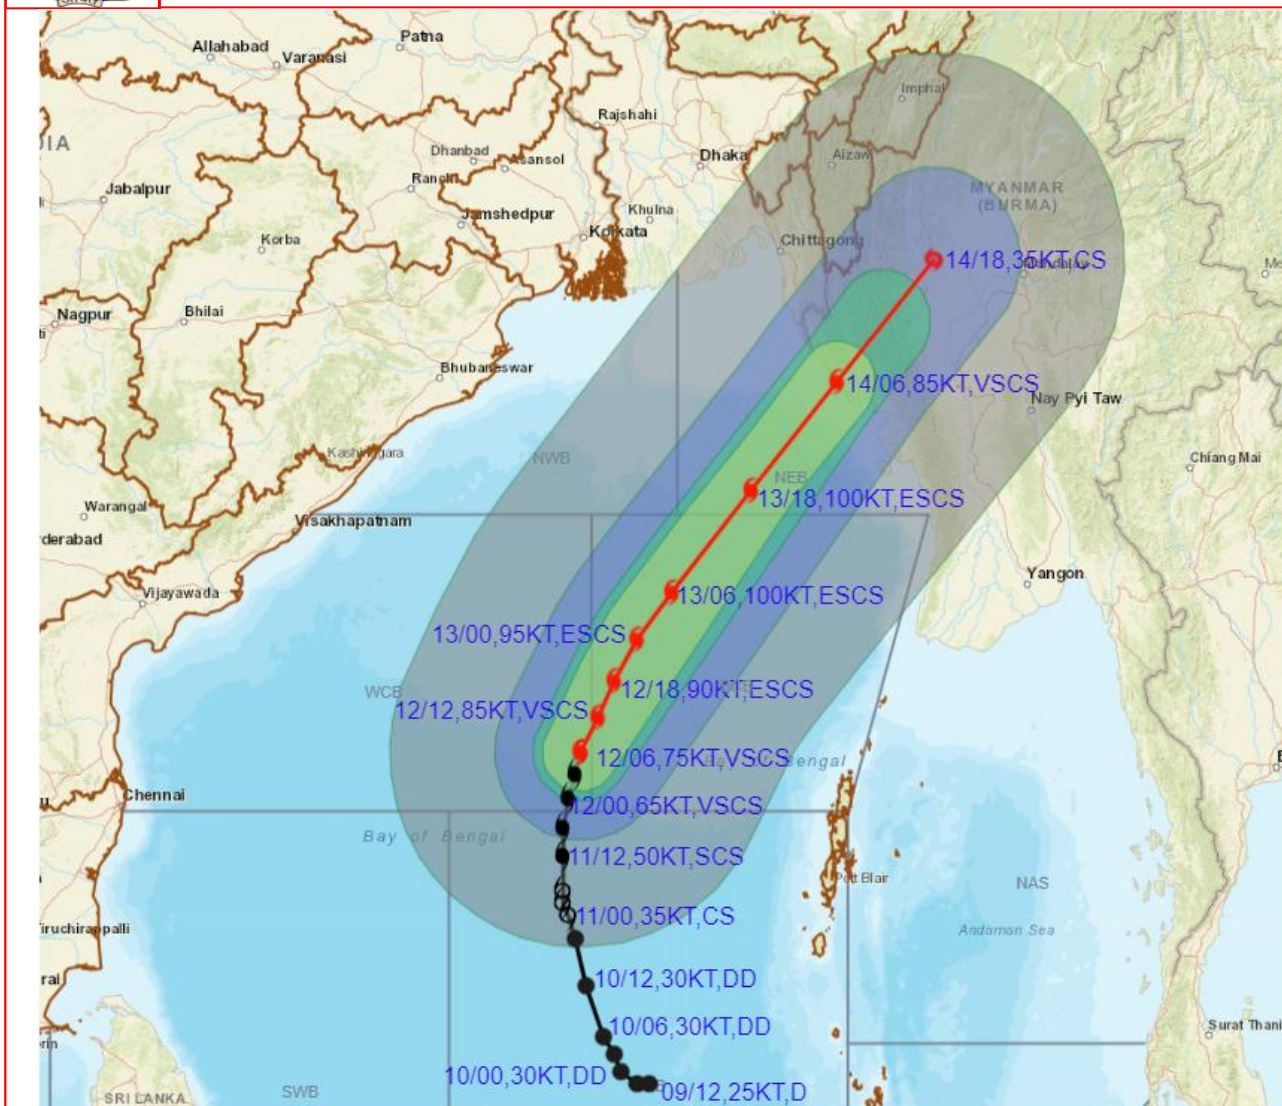 Patna
Allahabad
Varanasi
Imphal
Rajshahi
DIA
Dhanbad
Asansol
Dhaka
Aizaw
Ranchi
Jabalpur
MYANMAR
(BURMA)
Khulna
Jamshedpur
Kolkata
Korba
Chittagong
14/18,35KT,CS
Nagpur
Bhilai
Bhubaneswar
14/06,85KT,VSCS
Nay Pyi Taw
Chiang Mai
NWB
NEB
13/18,100KT,ESCS
Warangal
Visakhapatnam
derabad
Yangon
Vijayawada
13/06,100KT,ESCS
13/00,95KT,ESCS
WCB
12/18,90KT,ESCS
12/12,85KT,VSCS
12/06,75KT,VSCS
Chennai
12/00,65KT,VSCS
Bay of Bengal
11/12,50KT,SCS
Port Blair
NAS
11/00,35KT,CS
iruchirappalli
Andaman Sea
rai
10/12,30KT,DD
10/06,30KT,DD
Surat Thani
10/00,30KT,DD
09/12,25KT,D
SWB
SRI LANKA